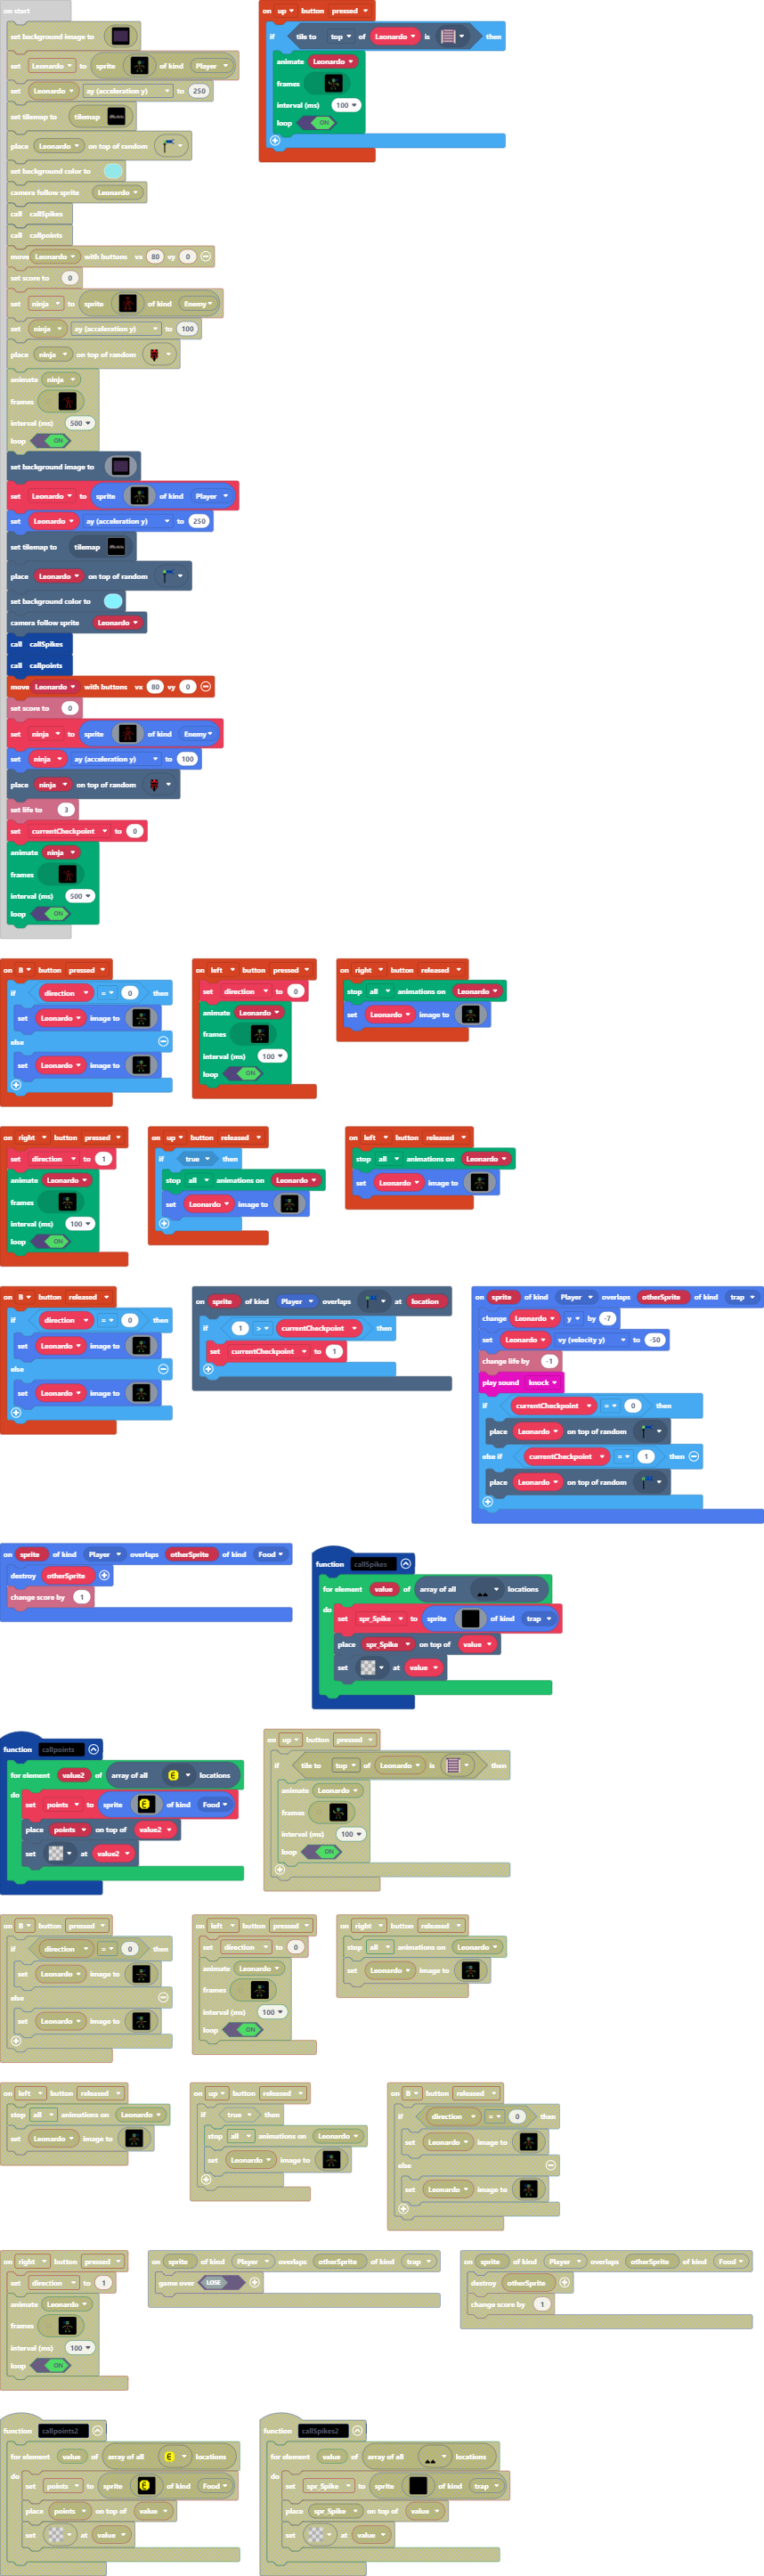 on start
set background image to
set Leonardo to sprite of kind Player
set Leonardo ay (acceleration y) to 250
set tilemap to tilemap
place Leonardo on top of random
set background color to
camera follow sprite Leonardo
call callSpikes
call callpoints
move Leonardo with buttons vx 80 vy 0
set score to 0
set ninja to sprite of kind Enemy
set ninja ay (acceleration y) to 100
place ninja on top of random
animate ninja
frames
interval (ms) 500
loop ON
set background image to
set Leonardo to sprite of kind Player
set Leonardo ay (acceleration y) to 250
set tilemap to tilemap
place Leonardo on top of random
set background color to
camera follow sprite Leonardo
call callSpikes
call callpoints
move Leonardo with buttons vx 80 vy 0
set score to 0
set ninja to sprite of kind Enemy
set ninja ay (acceleration y) to 100
place ninja on top of random
set life to 3
set currentCheckpoint to 0
animate ninja
frames
interval (ms) 500
loop ON
on up button pressed
if tile to top of Leonardo is then
animate Leonardo
frames
interval (ms) 100
loop ON
on B button pressed
if direction = 0 then
set Leonardo image to
else
set Leonardo image to
on left button pressed
set direction to 0
animate Leonardo
frames
interval (ms) 100
loop ON
on right button released
stop all animations on Leonardo
set Leonardo image to
on right button pressed
set direction to 1
animate Leonardo
frames
interval (ms) 100
loop ON
on up button released
if true then
stop all animations on Leonardo
set Leonardo image to
on left button released
stop all animations on Leonardo
set Leonardo image to
on B button released
if direction = 0 then
set Leonardo image to
else
set Leonardo image to
on sprite of kind Player overlaps at location
if 1 > currentCheckpoint then
set currentCheckpoint to 1
on sprite of kind Player overlaps otherSprite of kind trap
change Leonardo y by -7
set Leonardo vy (velocity y) to -50
change life by -1
play sound knock
if currentCheckpoint = 0 then
place Leonardo on top of random
else if currentCheckpoint = 1 then
place Leonardo on top of random
on sprite of kind Player overlaps otherSprite of kind Food
destroy otherSprite
change score by 1
function callSpikes
for element value of array of all locations
do
set spr_Spike to sprite of kind trap
place spr_Spike on top of value
set at value
function callpoints
for element value2 of array of all locations
do
set points to sprite of kind Food
place points on top of value2
set at value2
on up button pressed
if tile to top of Leonardo is then
animate Leonardo
frames
interval (ms) 100
loop ON
on B button pressed
if direction = 0 then
set Leonardo image to
else
set Leonardo image to
on left button pressed
set direction to 0
animate Leonardo
frames
interval (ms) 100
loop ON
on right button released
stop all animations on Leonardo
set Leonardo image to
on left button released
stop all animations on Leonardo
set Leonardo image to
on up button released
if true then
stop all animations on Leonardo
set Leonardo image to
on B button released
if direction = 0 then
set Leonardo image to
else
set Leonardo image to
on right button pressed
set direction to 1
animate Leonardo
frames
interval (ms) 100
loop ON
on sprite of kind Player overlaps otherSprite of kind trap
game over LOSE
on sprite of kind Player overlaps otherSprite of kind Food
destroy otherSprite
change score by 1
function callpoints2
for element value of array of all locations
do
set points to sprite of kind Food
place points on top of value
set at value
function callSpikes2
for element value of array of all locations
do
set spr_Spike to sprite of kind trap
place spr_Spike on top of value
set at value